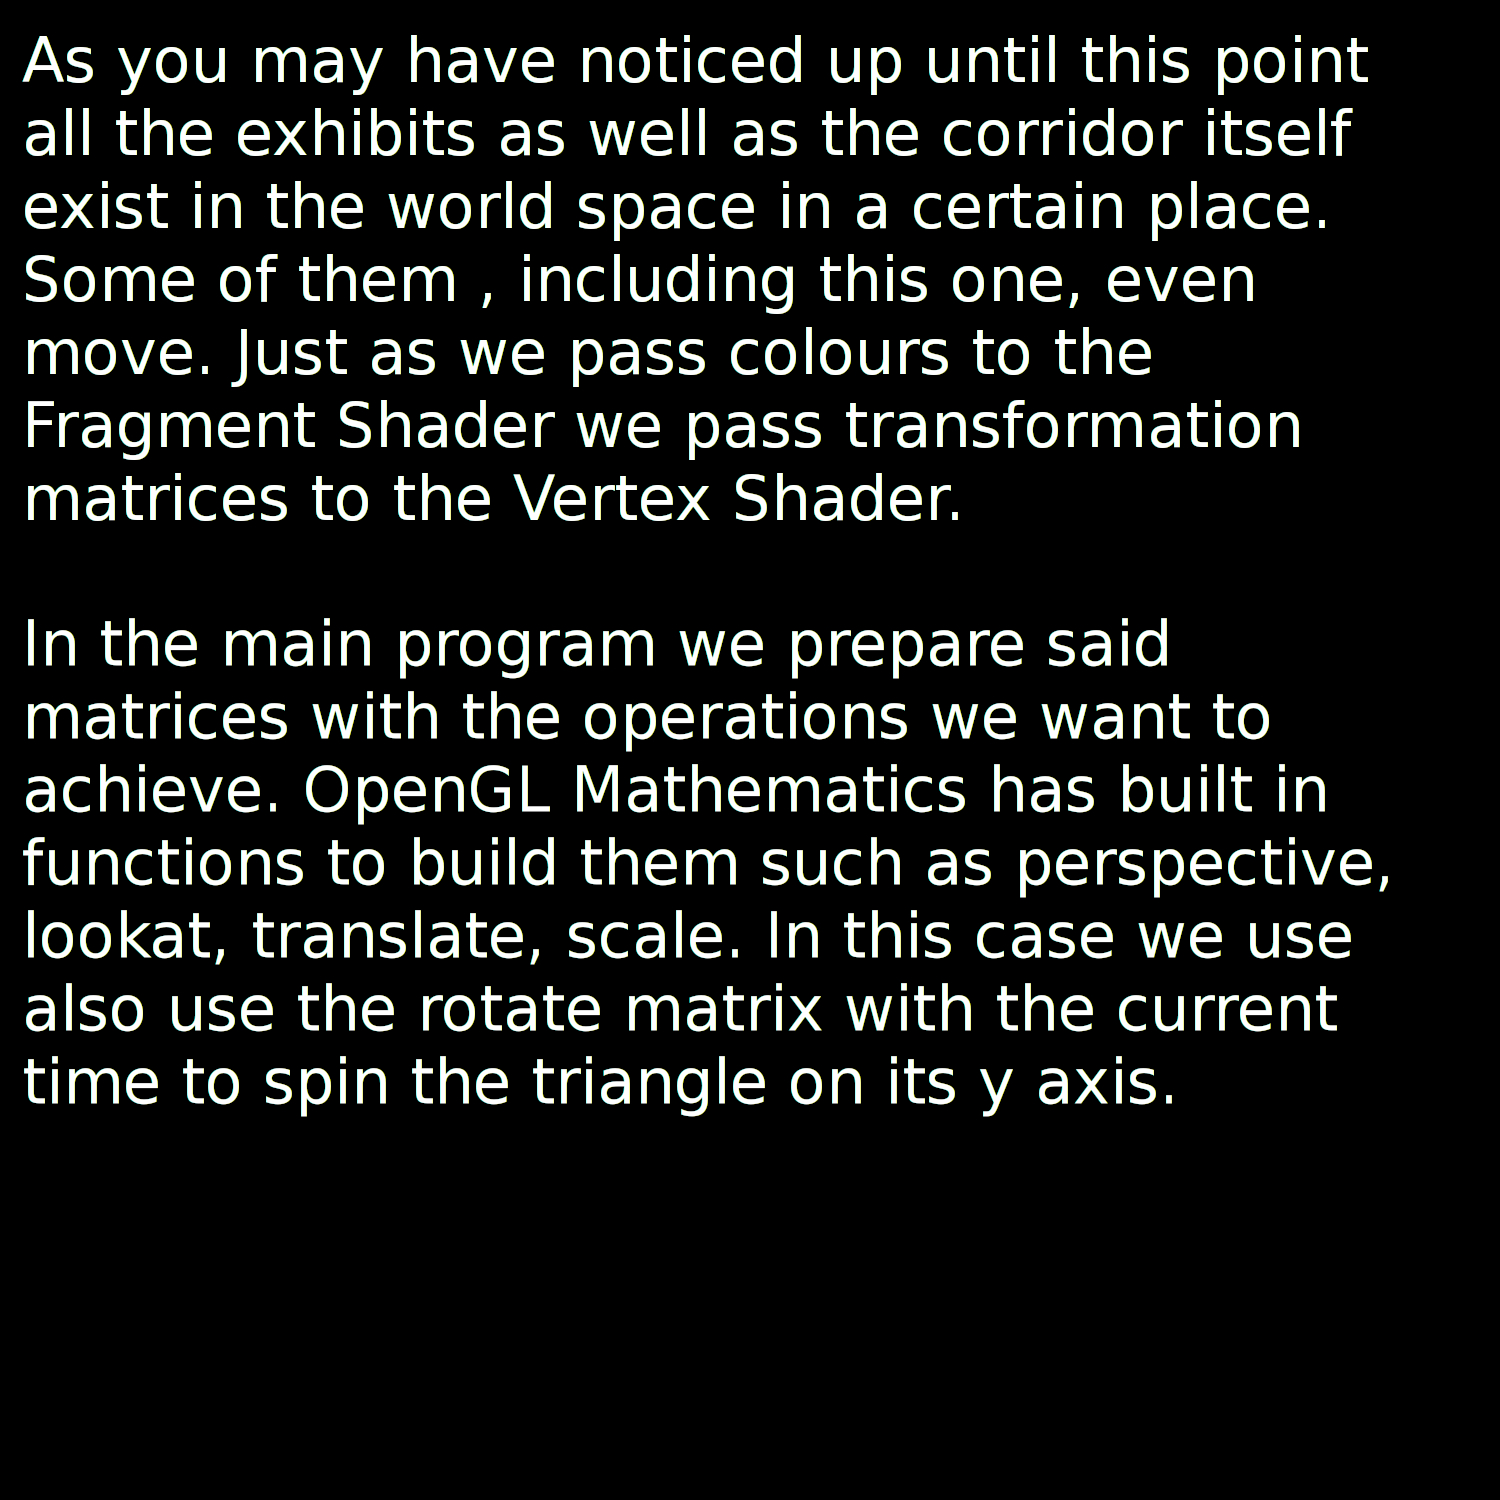 As you may have noticed up until this point
all the exhibits as well as the corridor itself
exist in the world space in a certain place.
Some of them , including this one, even
move. Just as we pass colours to the
Fragment Shader we pass transformation
matrices to the Vertex Shader.

In the main program we prepare said
matrices with the operations we want to
achieve. OpenGL Mathematics has built in
functions to build them such as perspective,
lookat, translate, scale. In this case we use
also use the rotate matrix with the current
time to spin the triangle on its y axis.